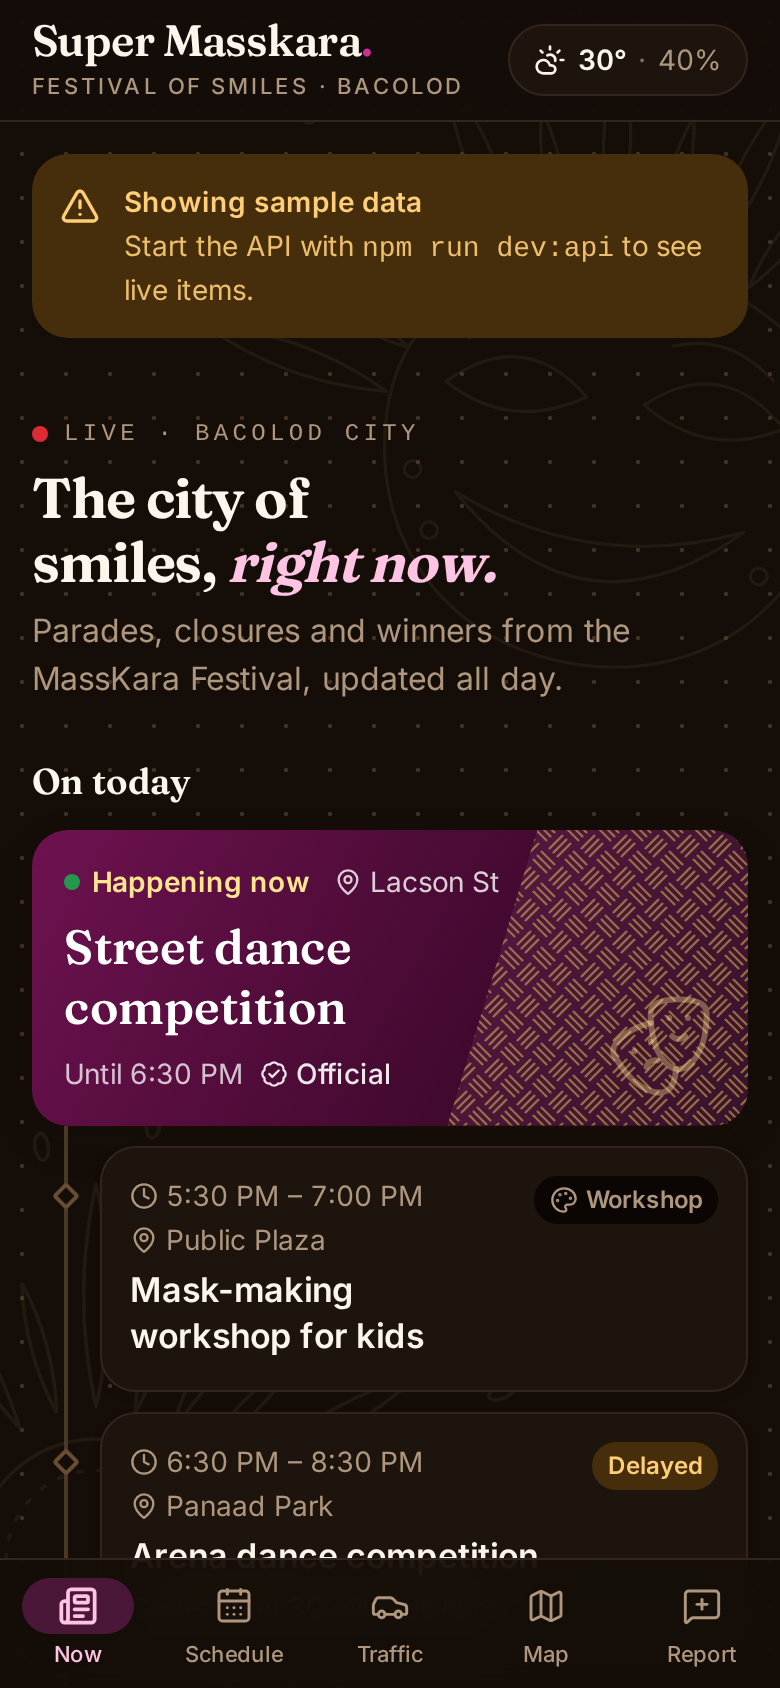 Super Masskara.
FESTIVAL OF SMILES · BACOLOD
30° · 40%
Showing sample data
Start the API with npm run dev:api to see
live items.
LIVE · BACOLOD CITY
The city of
smiles, right now.
Parades, closures and winners from the
MassKara Festival, updated all day.
On today
Happening now Lacson St
Street dance
competition
Until 6:30 PM Official
5:30 PM – 7:00 PM Workshop
Public Plaza
Mask-making
workshop for kids
6:30 PM – 8:30 PM Delayed
Panaad Park
Arena dance competition
Now Schedule Traffic Map Report